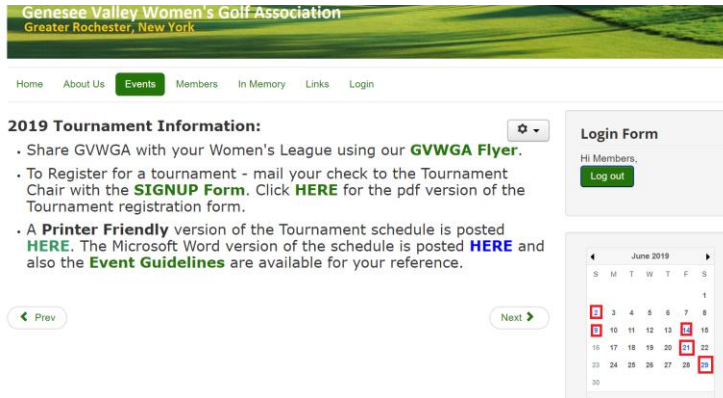 Genesee Valley Women's Golf Association
Greater Rochester, New York
Home About Us Events Members In Memory Links Login
2019 Tournament Information:
• Share GVWGA with your Women's League using our GVWGA Flyer.
• To Register for a tournament - mail your check to the Tournament
Chair with the SIGNUP Form. Click HERE for the pdf version of the
Tournament registration form.
• A Printer Friendly version of the Tournament schedule is posted
HERE. The Microsoft Word version of the schedule is posted HERE and
also the Event Guidelines are available for your reference.
Prev Next
Login Form
Hi Members,
Log out
June 2019
S M T W T F S
1
2 3 4 5 6 7 8
9 10 11 12 13 14 15
16 17 18 19 20 21 22
23 24 25 26 27 28 29
30